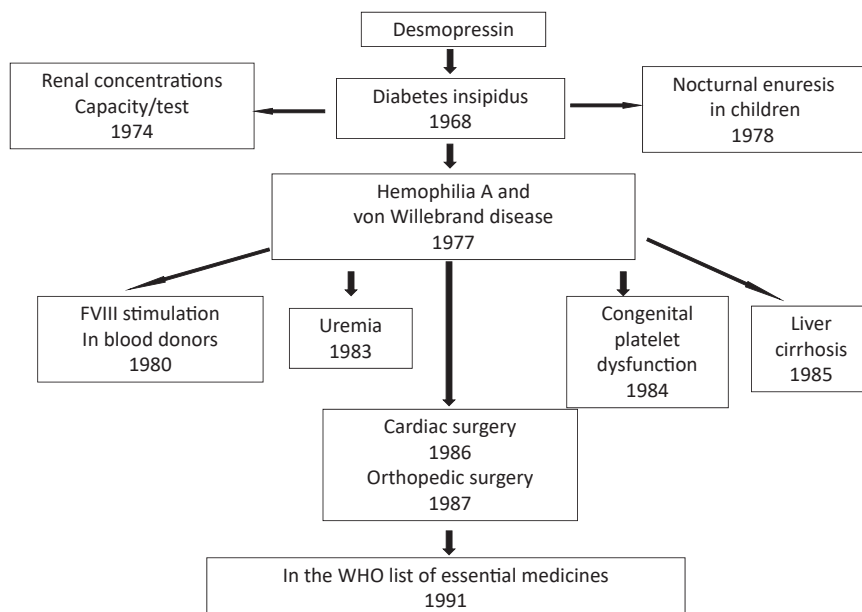 Desmopressin
Renal concentrations
Capacity/test
1974
Diabetes insipidus
1968
Nocturnal enuresis
in children
1978
Hemophilia A and
von Willebrand disease
1977
FVIII stimulation
In blood donors
1980
Uremia
1983
Congenital
platelet
dysfunction
1984
Liver
cirrhosis
1985
Cardiac surgery
1986
Orthopedic surgery
1987
In the WHO list of essential medicines
1991